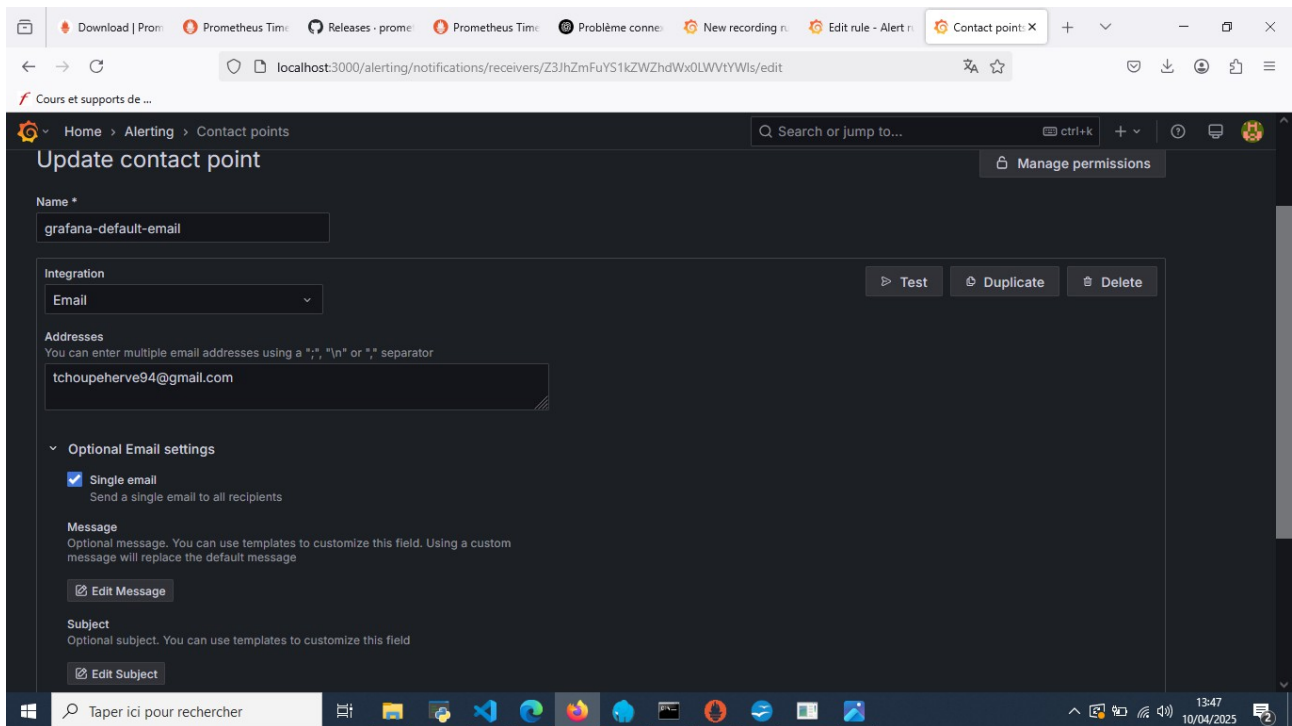 Download | Prom
Prometheus Time
Releases · prome
Prometheus Time
Problème conne
New recording ru
Edit rule - Alert r
Contact points
localhost:3000/alerting/notifications/receivers/Z3JhZmFuYS1kZWZhdWx0LWVtYWls/edit
Cours et supports de ...
Home > Alerting > Contact points
Search or jump to...
ctrl+k
Update contact point
Manage permissions
Name *
grafana-default-email
Integration
Email
Test
Duplicate
Delete
Addresses
You can enter multiple email addresses using a ";", "\n" or "," separator
tchoupeherve94@gmail.com
Optional Email settings
Single email
Send a single email to all recipients
Message
Optional message. You can use templates to customize this field. Using a custom
message will replace the default message
Edit Message
Subject
Optional subject. You can use templates to customize this field
Edit Subject
Taper ici pour rechercher
13:47
10/04/2025
2